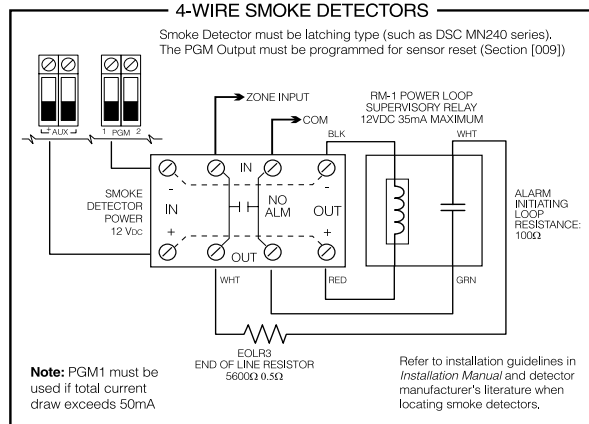 4-WIRE SMOKE DETECTORS
Smoke Detector must be latching type (such as DSC MN240 series).
The PGM Output must be programmed for sensor reset (Section [009])
+ AUX -
1 PGM 2
ZONE INPUT
COM
RM-1 POWER LOOP
SUPERVISORY RELAY
12VDC 35mA MAXIMUM
BLK
WHT
SMOKE
DETECTOR
POWER
12 VDC
-
IN
+
IN
NO
ALM
OUT
-
OUT
+
ALARM
INITIATING
LOOP
RESISTANCE:
100Ω
WHT
RED
GRN
EOLR3
END OF LINE RESISTOR
5600Ω 0.5Ω
Note: PGM1 must be
used if total current
draw exceeds 50mA
Refer to installation guidelines in
Installation Manual and detector
manufacturer's literature when
locating smoke detectors.